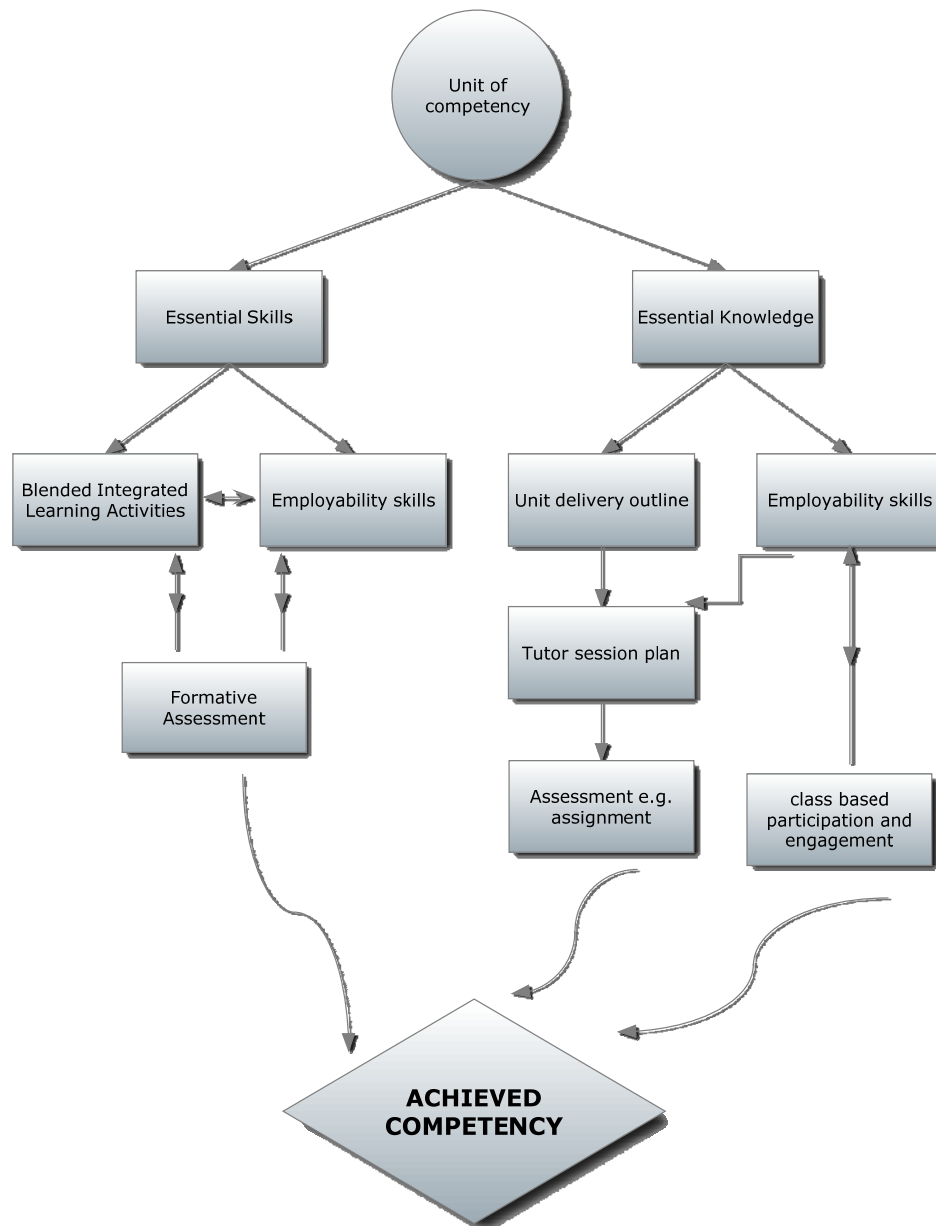 Unit of
competency
Essential Skills
Essential Knowledge
Blended Integrated
Learning Activities
Employability skills
Unit delivery outline
Employability skills
Tutor session plan
Formative
Assessment
Assessment e.g.
assignment
class based
participation and
engagement
ACHIEVED
COMPETENCY